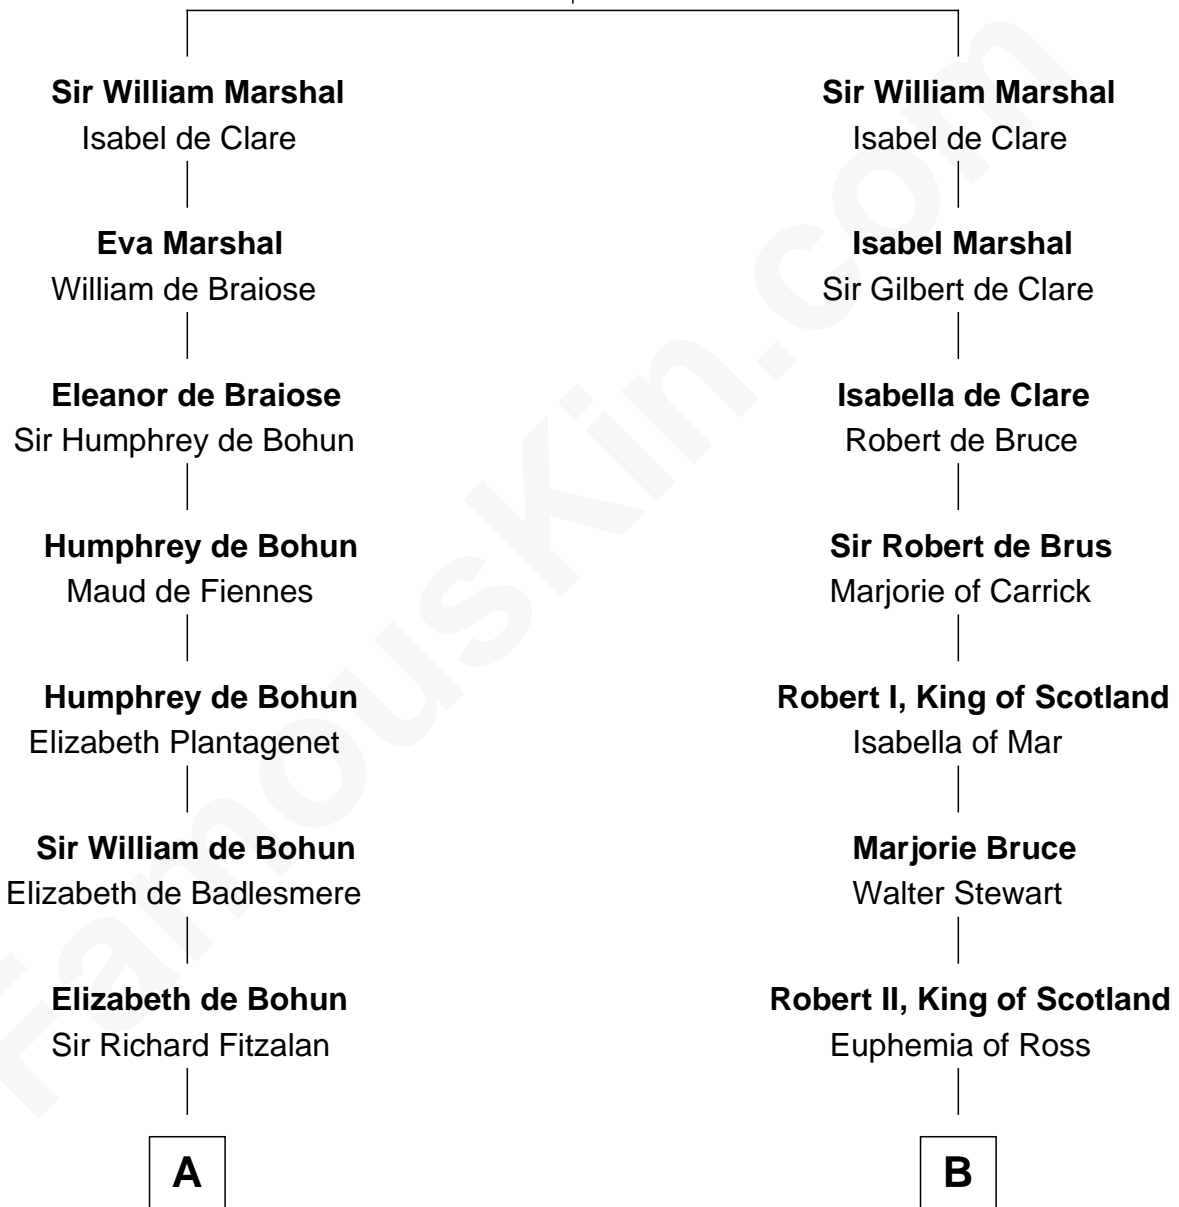 Sir William Marshal
Isabel de Clare
Eva Marshal
William de Braiose
Eleanor de Braiose
Sir Humphrey de Bohun
Humphrey de Bohun
Maud de Fiennes
Humphrey de Bohun
Elizabeth Plantagenet
Sir William de Bohun
Elizabeth de Badlesmere
Elizabeth de Bohun
Sir Richard Fitzalan
A
Sir William Marshal
Isabel de Clare
Isabel Marshal
Sir Gilbert de Clare
Isabella de Clare
Robert de Bruce
Sir Robert de Brus
Marjorie of Carrick
Robert I, King of Scotland
Isabella of Mar
Marjorie Bruce
Walter Stewart
Robert II, King of Scotland
Euphemia of Ross
B
FamousKin.com